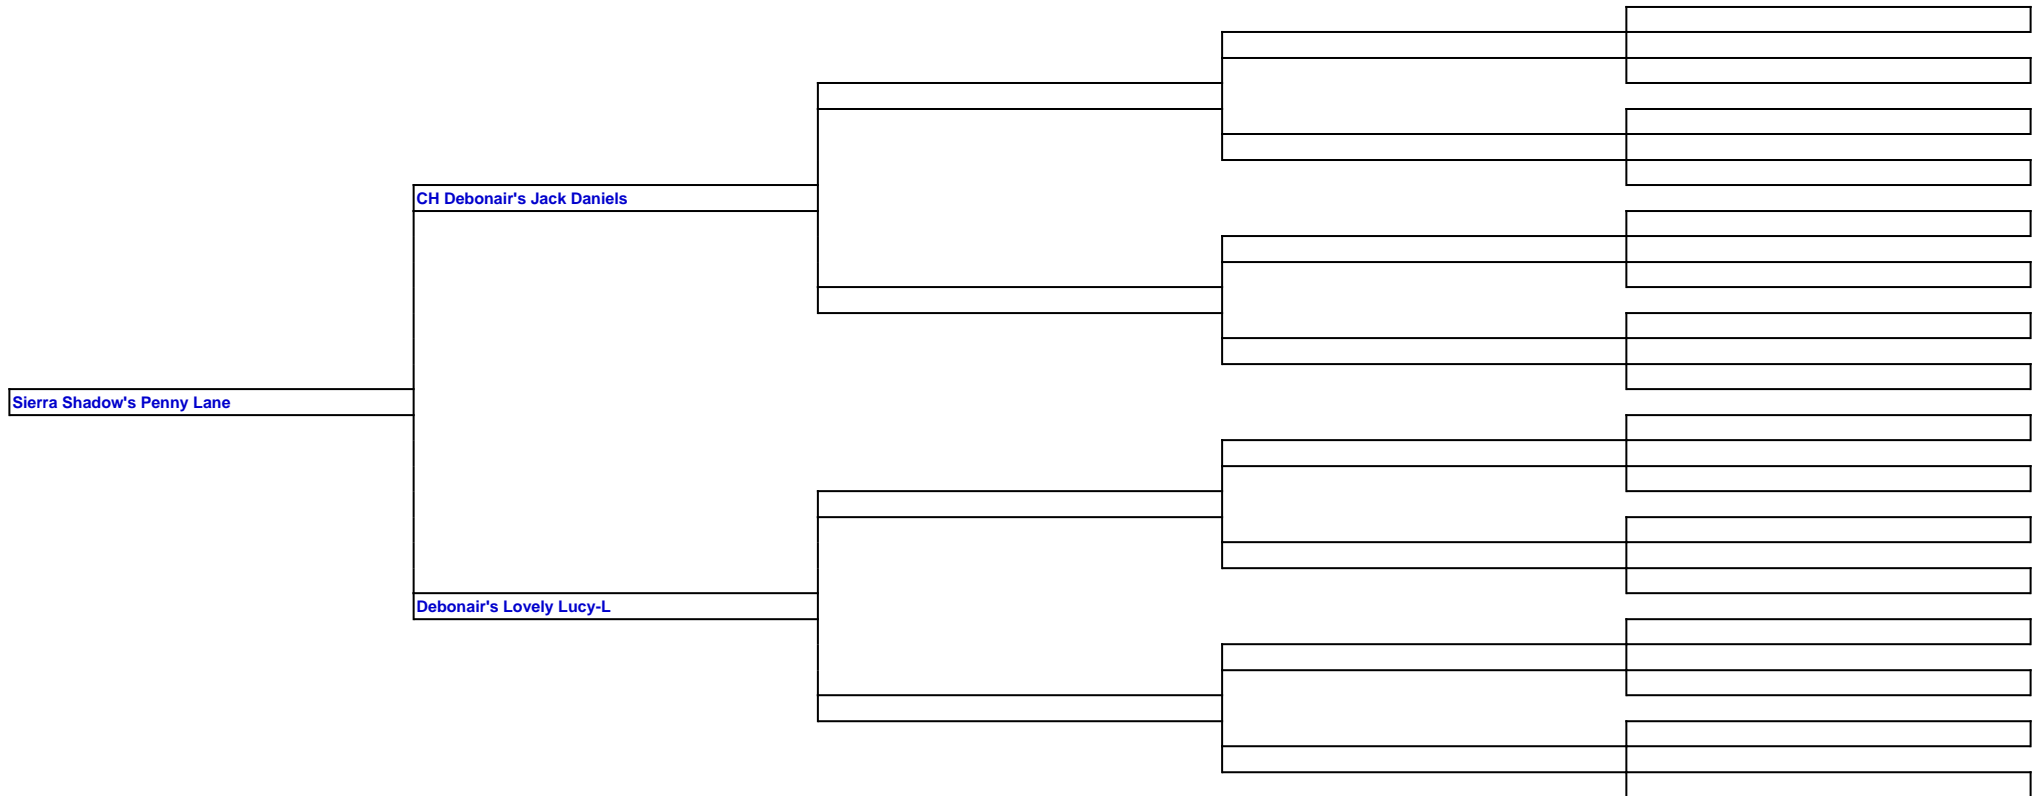 CH Debonair's Jack Daniels
Sierra Shadow's Penny Lane
Debonair's Lovely Lucy-L